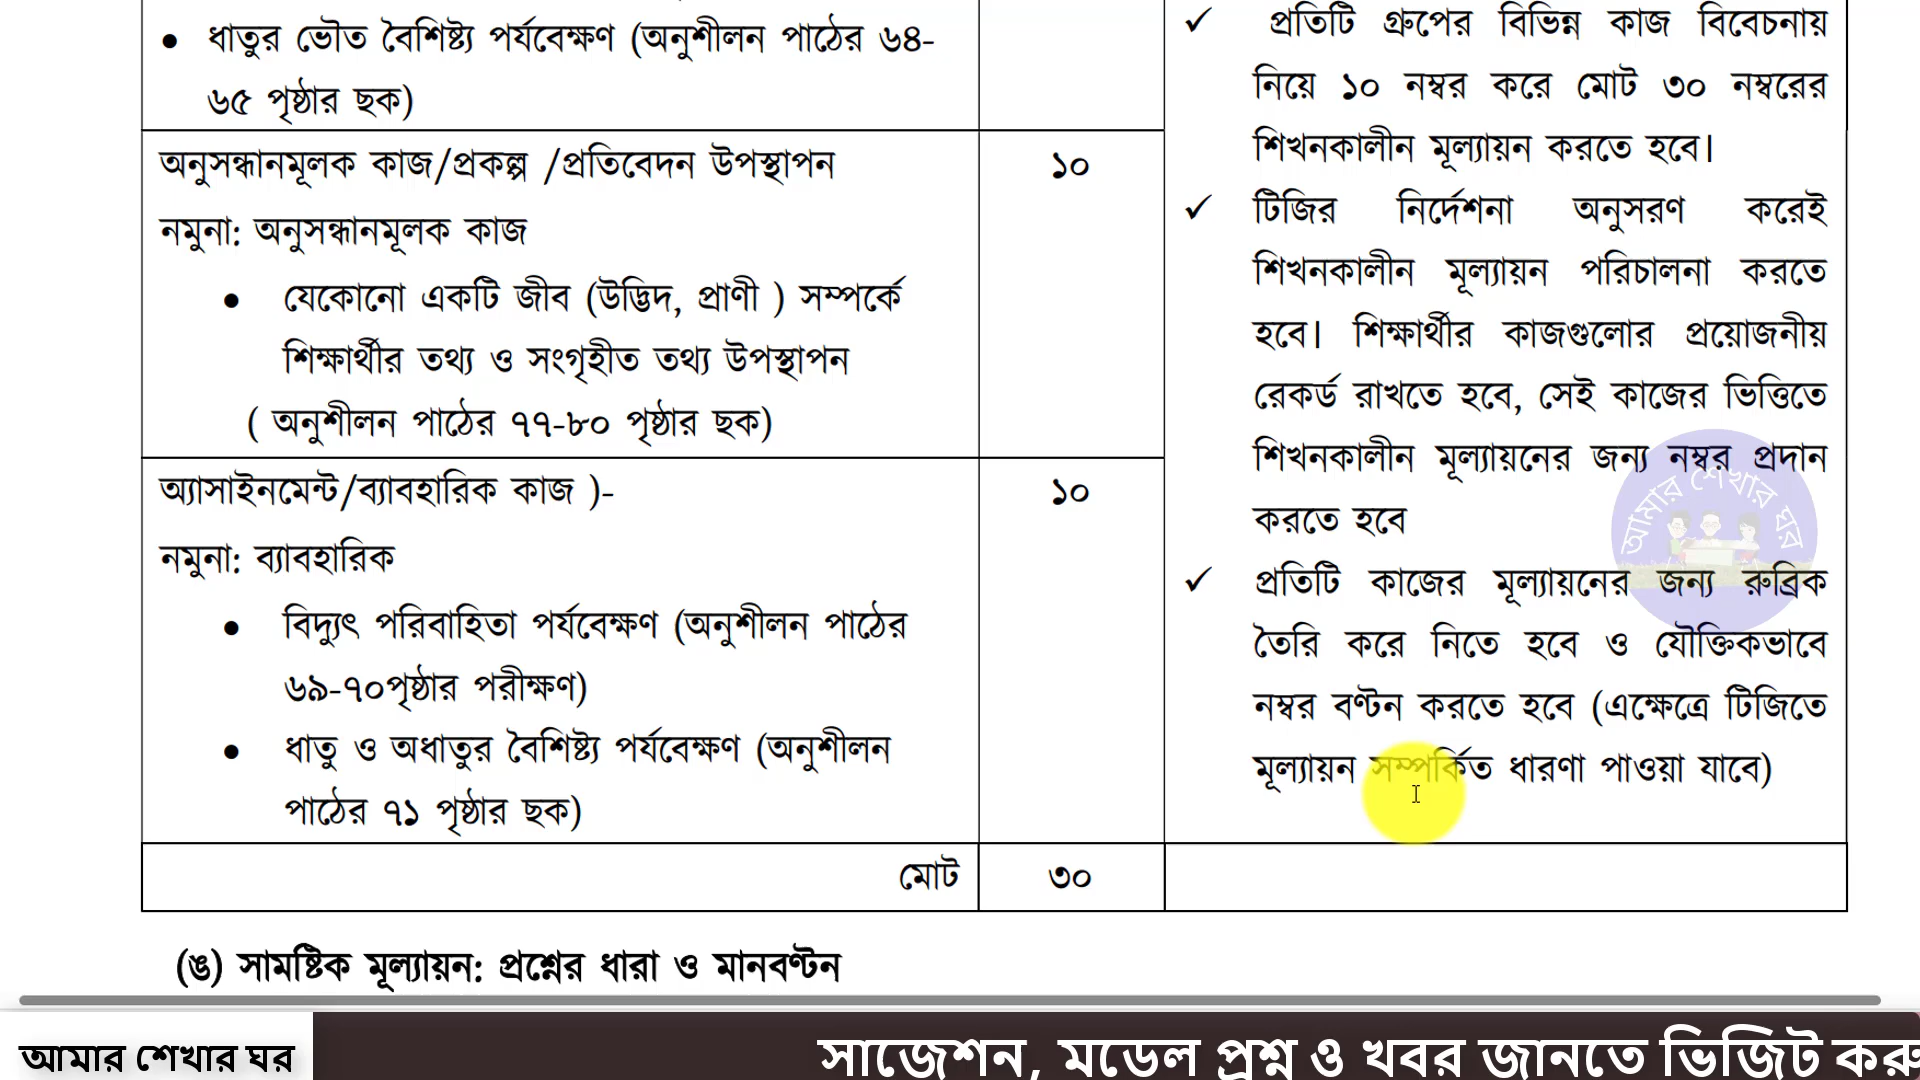 • ধাতুর ভৌত বৈশিষ্ট্য পর্যবেক্ষণ (অনুশীলন পাঠের ৬৪-
৬৫ পৃষ্ঠার ছক)
অনুসন্ধানমূলক কাজ/প্রকল্প /প্রতিবেদন উপস্থাপন
১০
নমুনা: অনুসন্ধানমূলক কাজ
• যেকোনো একটি জীব (উদ্ভিদ, প্রাণী ) সম্পর্কে
শিক্ষার্থীর তথ্য ও সংগৃহীত তথ্য উপস্থাপন
( অনুশীলন পাঠের ৭৭-৮০ পৃষ্ঠার ছক)
অ্যাসাইনমেন্ট/ব্যাবহারিক কাজ )-
১০
নমুনা: ব্যাবহারিক
• বিদ্যুৎ পরিবাহিতা পর্যবেক্ষণ (অনুশীলন পাঠের
৬৯-৭০পৃষ্ঠার পরীক্ষণ)
• ধাতু ও অধাতুর বৈশিষ্ট্য পর্যবেক্ষণ (অনুশীলন
পাঠের ৭১ পৃষ্ঠার ছক)
✓ প্রতিটি গ্রুপের বিভিন্ন কাজ বিবেচনায়
নিয়ে ১০ নম্বর করে মোট ৩০ নম্বরের
শিখনকালীন মূল্যায়ন করতে হবে।
✓ টিজির নির্দেশনা অনুসরণ করেই
শিখনকালীন মূল্যায়ন পরিচালনা করতে
হবে। শিক্ষার্থীর কাজগুলোর প্রয়োজনীয়
রেকর্ড রাখতে হবে, সেই কাজের ভিত্তিতে
শিখনকালীন মূল্যায়নের জন্য নম্বর প্রদান
করতে হবে
✓ প্রতিটি কাজের মূল্যায়নের জন্য রুব্রিক
তৈরি করে নিতে হবে ও যৌক্তিকভাবে
নম্বর বণ্টন করতে হবে (এক্ষেত্রে টিজিতে
মূল্যায়ন সম্পর্কিত ধারণা পাওয়া যাবে)
আমার শেখার ঘর
মোট ৩০
(ঙ) সামষ্টিক মূল্যায়ন: প্রশ্নের ধারা ও মানবণ্টন
আমার শেখার ঘর
সাজেশন, মডেল প্রশ্ন ও খবর জানতে ভিজিট করু